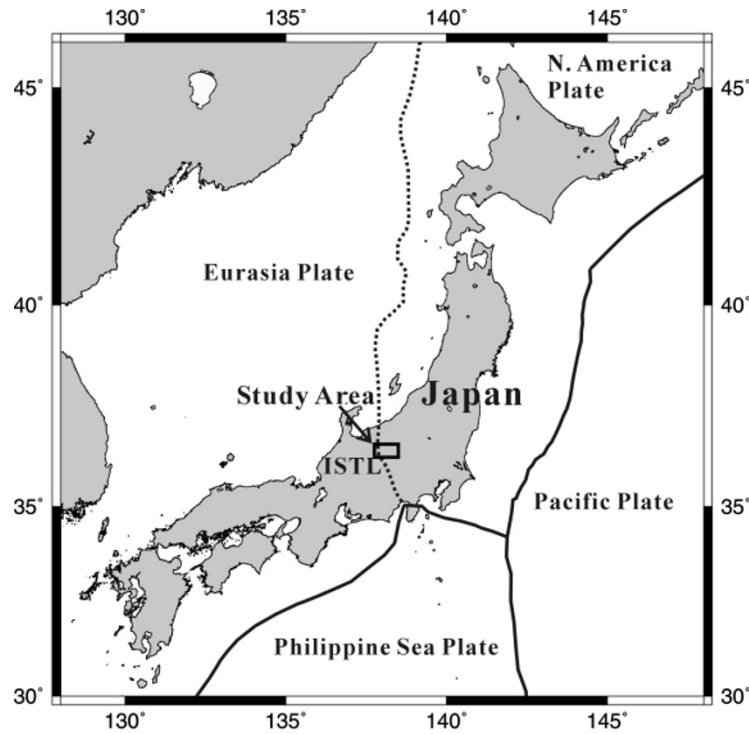 130° 135° 140° 145°
N. America
Plate
45° 45°
Eurasia Plate
40° 40°
Study Area
Japan
ISTL
35° 35°
Pacific Plate
Philippine Sea Plate
30° 30°
130° 135° 140° 145°